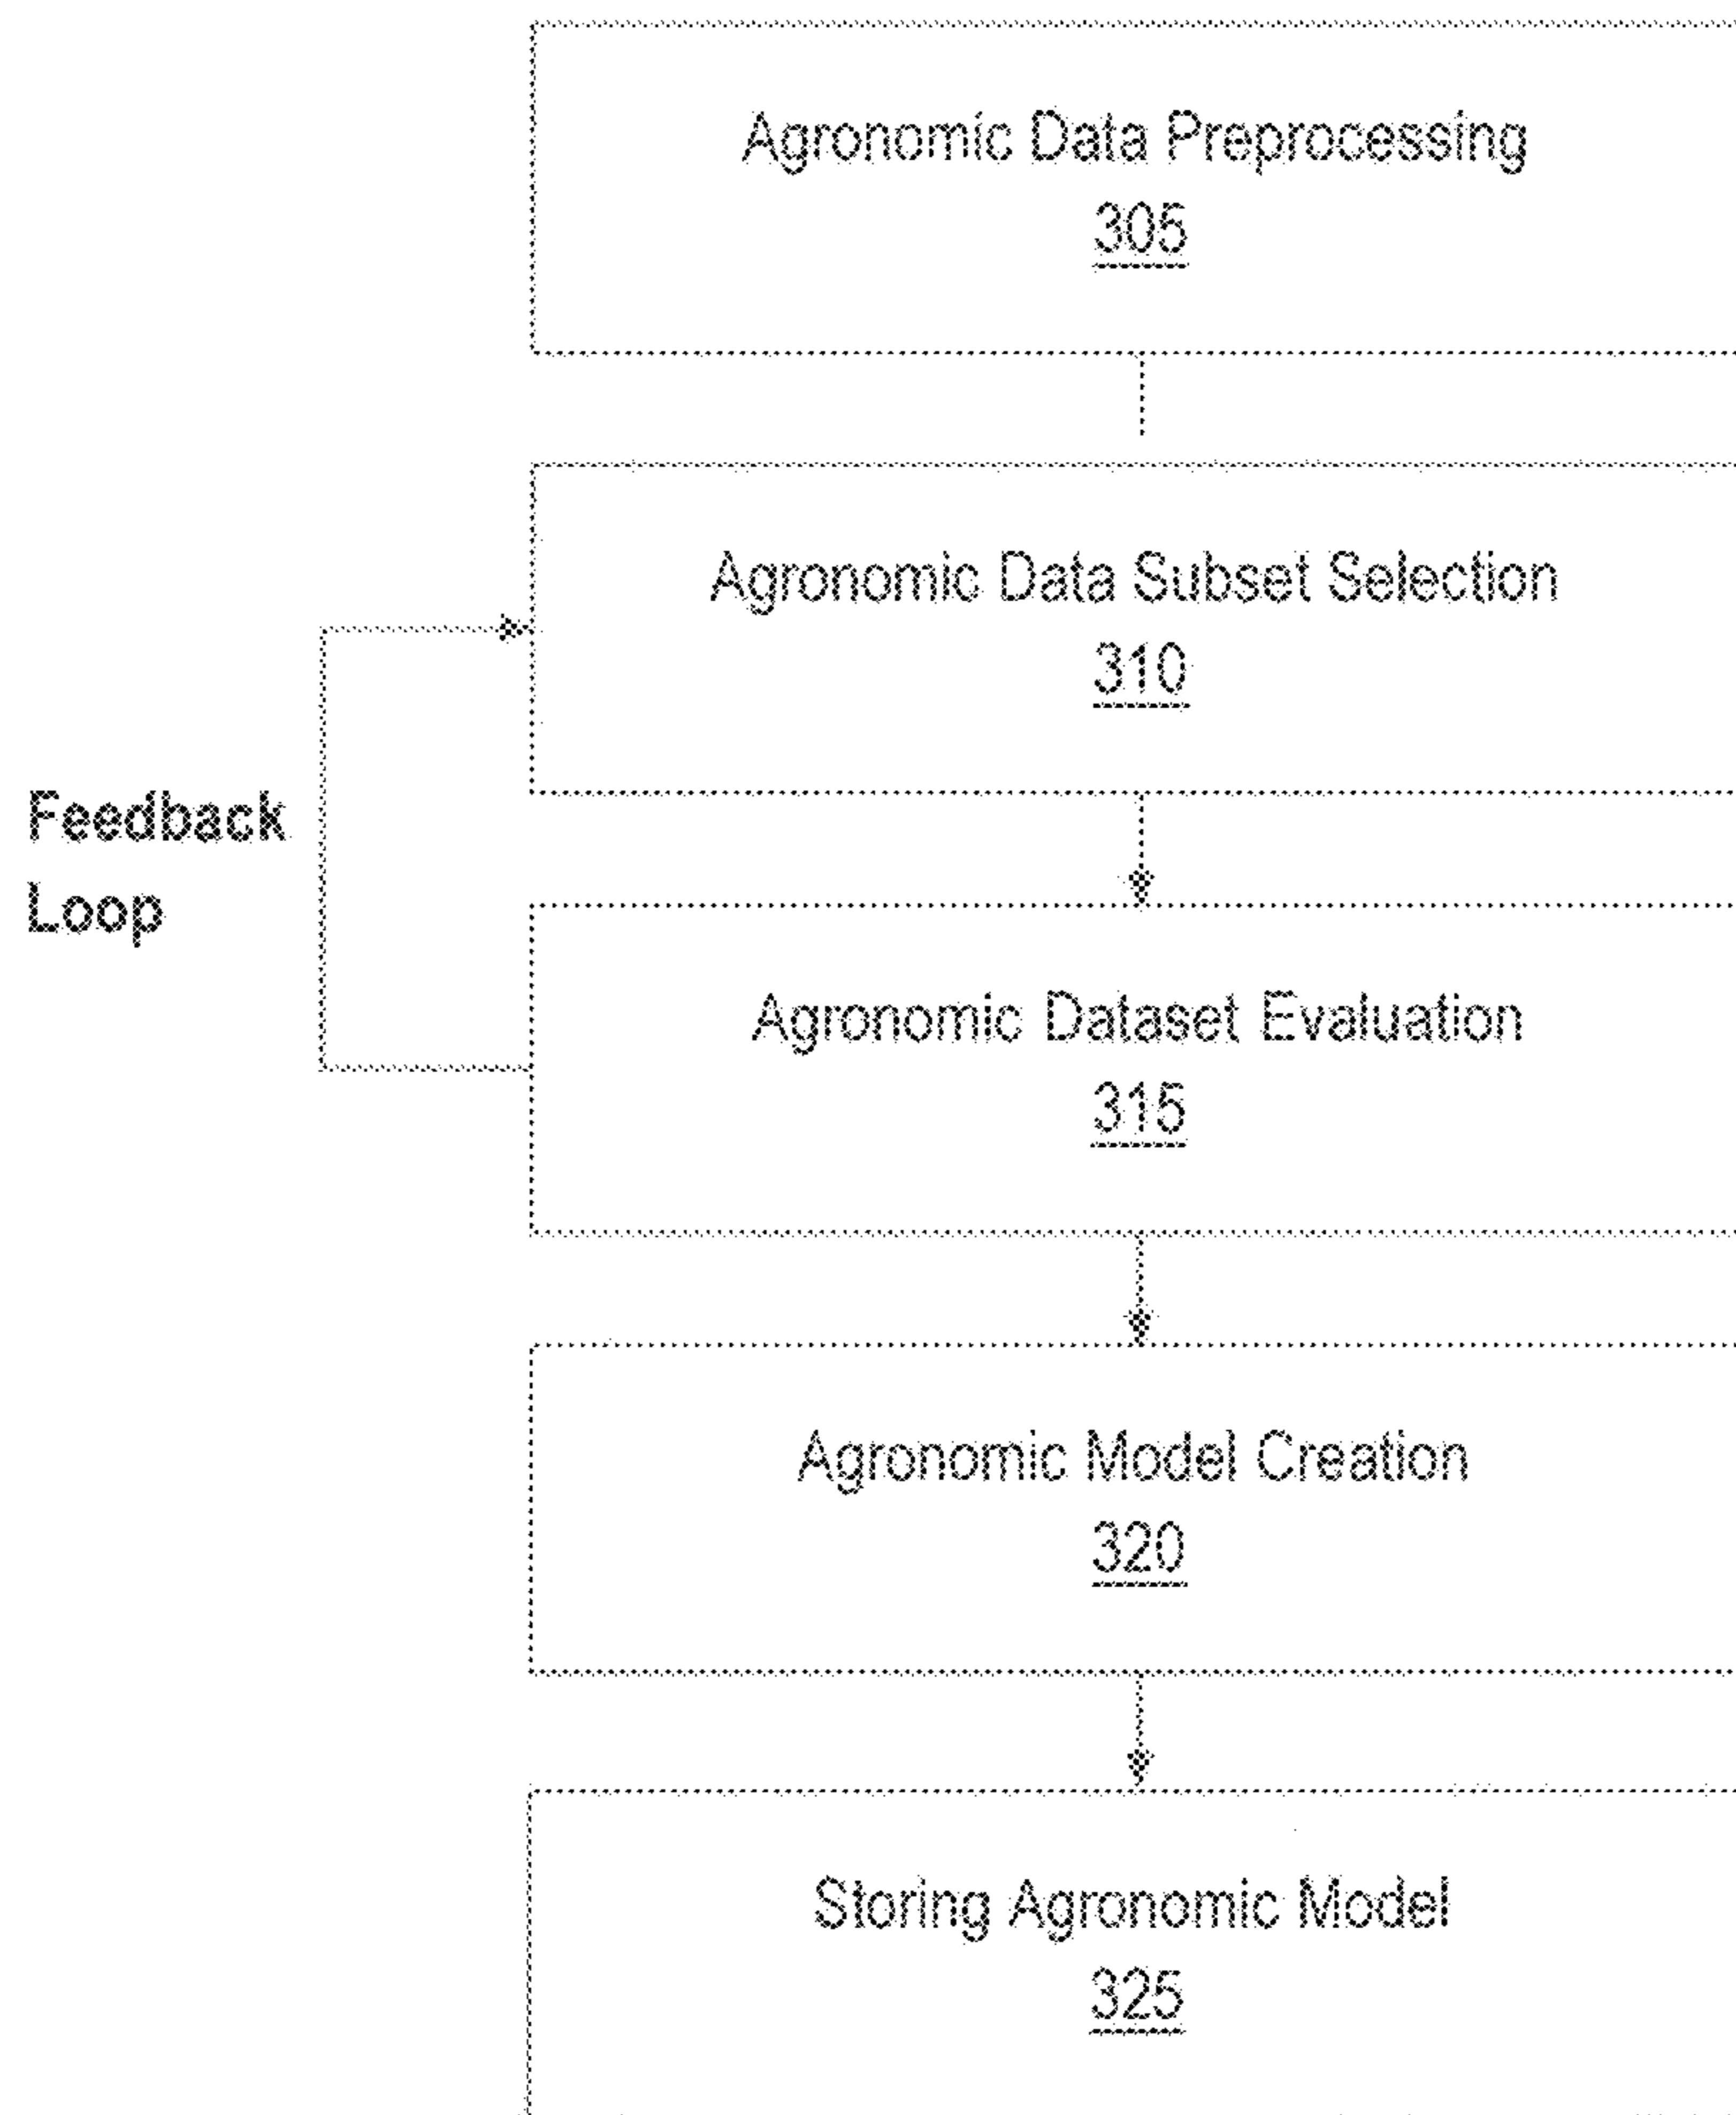 Agronomic Data Preprocessing
305
Agronomic Data Subset Selection
310
Feedback
Loop
Agronomic Dataset Evaluation
315
Agronomic Model Creation
320
Storing Agronomic Model
325